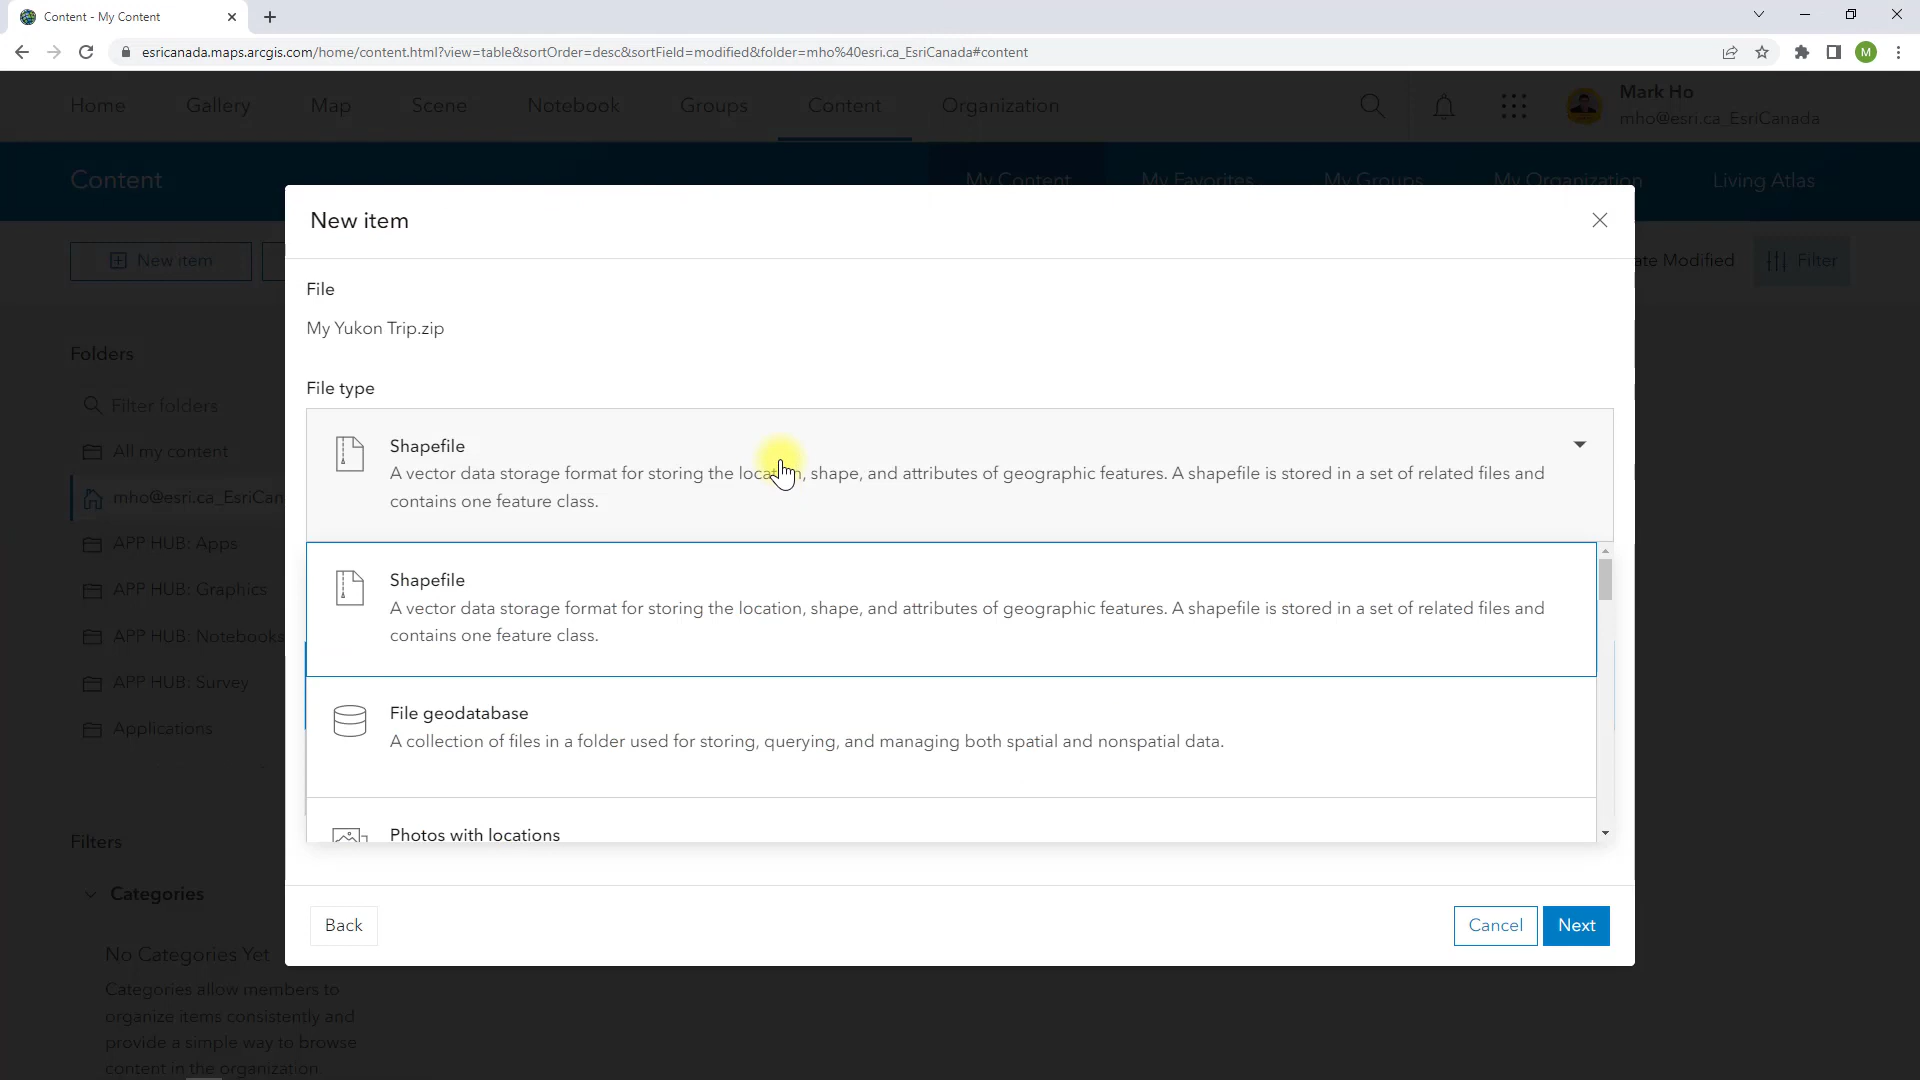 Content - My Content
esricanada.maps.arcgis.com/home/content.html?view=table&sortOrder=desc&sortField=modified&folder=mho%40esri.ca_EsriCanada#content
M
Home Gallery Map Scene Notebook Groups Content Organization
Mark Ho
mho@esri.ca_EsriCanada
Content
My Content My Favorites My Groups My Organization Living Atlas
New item
ate Modified
Filter
New item
File
My Yukon Trip.zip
File type
Shapefile
A vector data storage format for storing the location, shape, and attributes of geographic features. A shapefile is stored in a set of related files and
contains one feature class.
Shapefile
A vector data storage format for storing the location, shape, and attributes of geographic features. A shapefile is stored in a set of related files and
contains one feature class.
File geodatabase
A collection of files in a folder used for storing, querying, and managing both spatial and nonspatial data.
Photos with locations
Back
Cancel
Next
Folders
Filter folders
All my content
mho@esri.ca_EsriCan
APP HUB: Apps
APP HUB: Graphics
APP HUB: Notebooks
APP HUB: Survey
Applications
Filters
Categories
No Categories Yet
Categories allow members to
organize items consistently and
provide a simple way to browse
content in the organization.